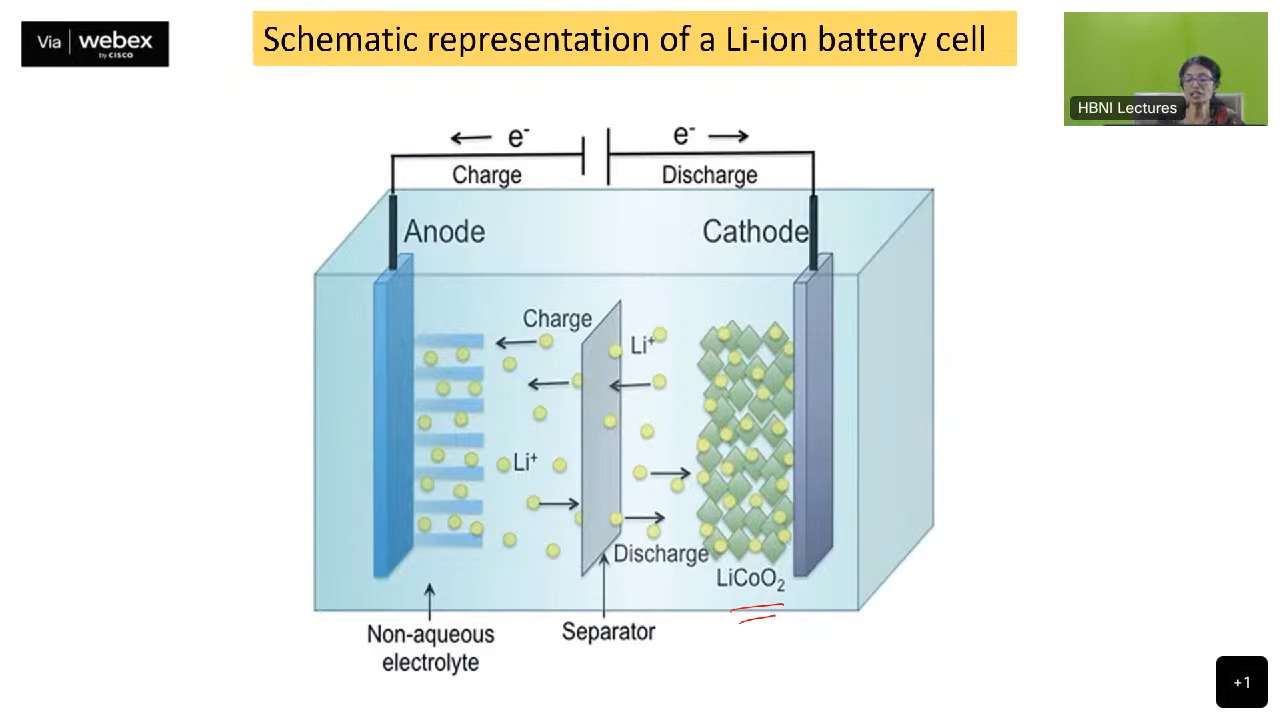 Via | webex
by CISCO
Schematic representation of a Li-ion battery cell
HBNI Lectures
e-
e-
Charge
Discharge
Anode
Cathode
Charge
Li+
Li+
Discharge
LiCoO2
Non-aqueous
electrolyte
Separator
+1